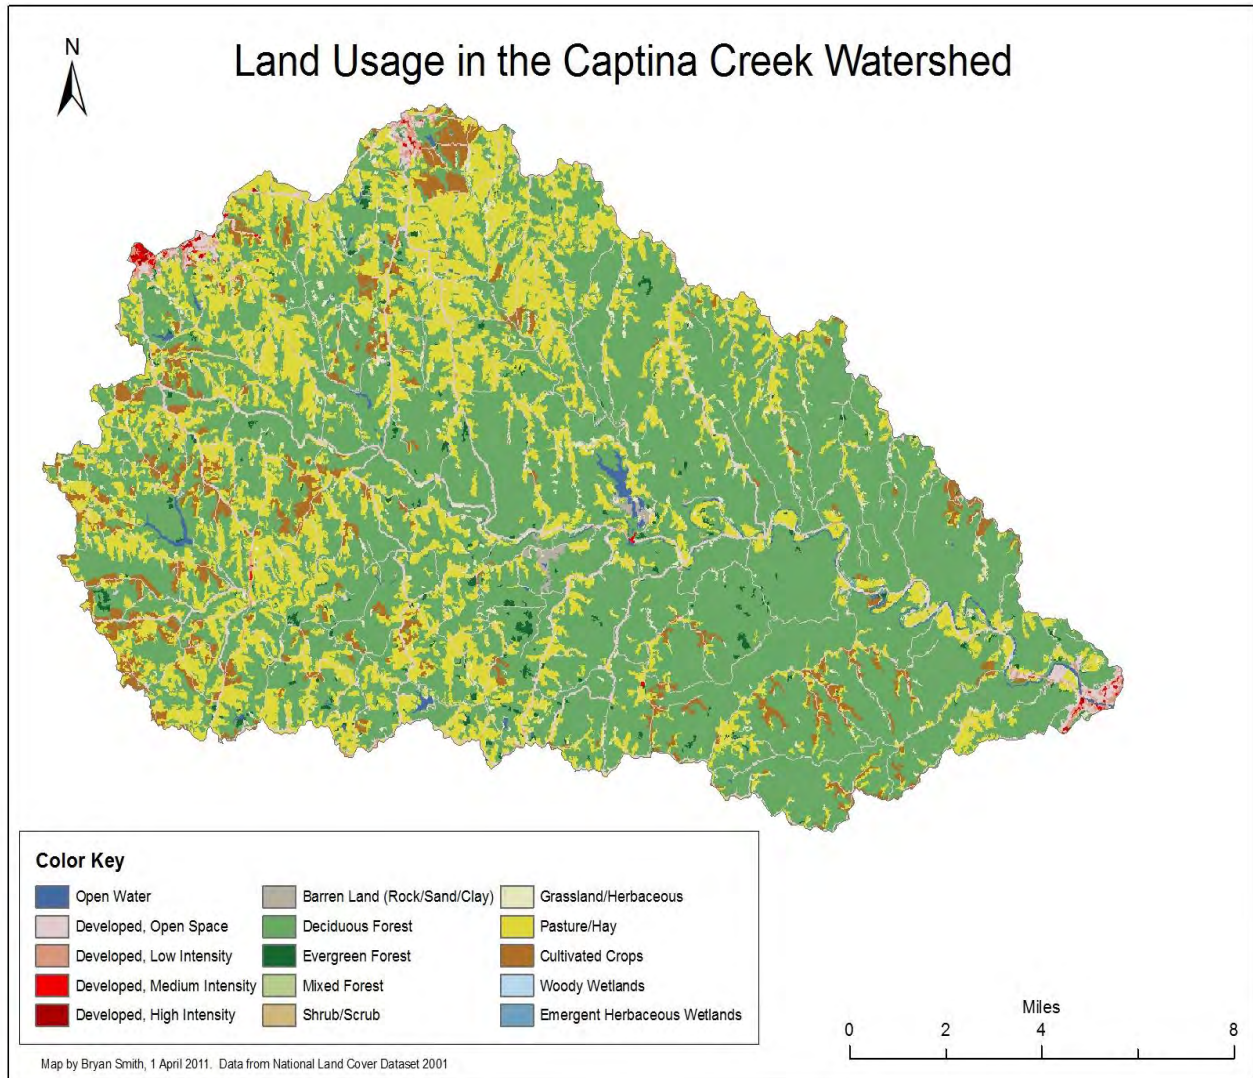 N
Land Usage in the Captina Creek Watershed
Color Key
Open Water
Developed, Open Space
Developed, Low Intensity
Developed, Medium Intensity
Developed, High Intensity
Barren Land (Rock/Sand/Clay)
Deciduous Forest
Evergreen Forest
Mixed Forest
Shrub/Scrub
Grassland/Herbaceous
Pasture/Hay
Cultivated Crops
Woody Wetlands
Emergent Herbaceous Wetlands
Miles
0 2 4 8
Map by Bryan Smith, 1 April 2011. Data from National Land Cover Dataset 2001